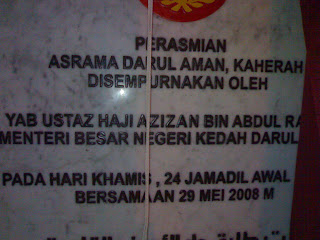 PERASMIAN
ASRAMA DARUL AMAN, KAHERAH
DISEMPURNAKAN OLEH
YAB USTAZ HAJI AZIZAN BIN ABDUL
MENTERI BESAR NEGERI KEDAH DARUL
PADA HARI KHAMIS , 24 JAMADIL AWAL
BERSAMAAN 29 MEI 2008 M